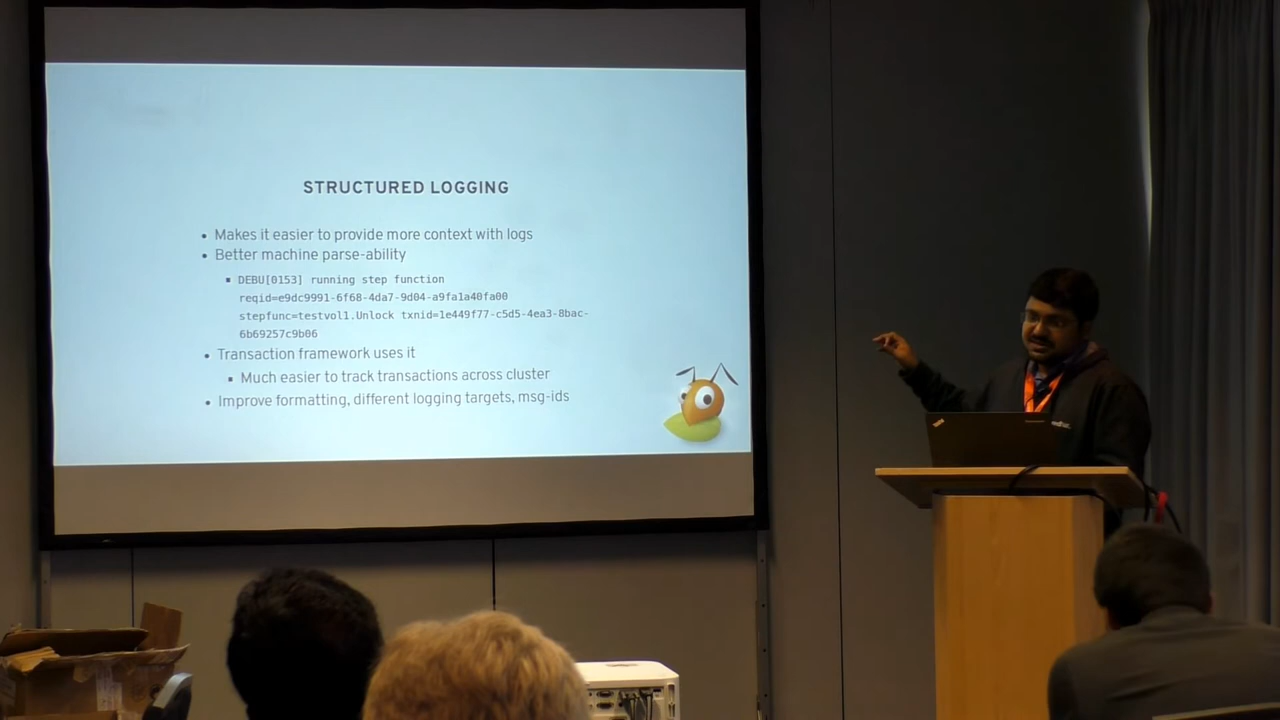 STRUCTURED LOGGING
• Makes it easier to provide more context with logs
• Better machine parse-ability
▪ DEBU[0153] running step function
reqid=e9dc9991-6f68-4da7-9d04-a9fa1a40fa00
stepfunc=testvol1.Unlock txnid=1e449f77-c5d5-4ea3-8bac-
6b69257c9b06
• Transaction framework uses it
▪ Much easier to track transactions across cluster
• Improve formatting, different logging targets, msg-ids